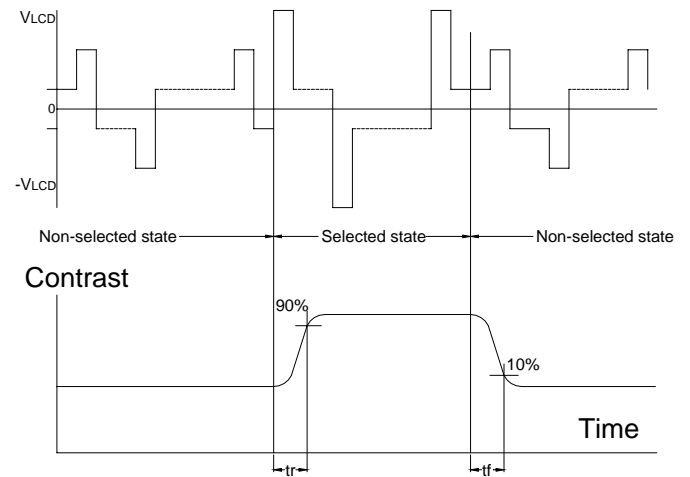 VLCD
0
-VLCD
Non-selected state Selected state Non-selected state
Contrast
90%
10%
Time
tr tf